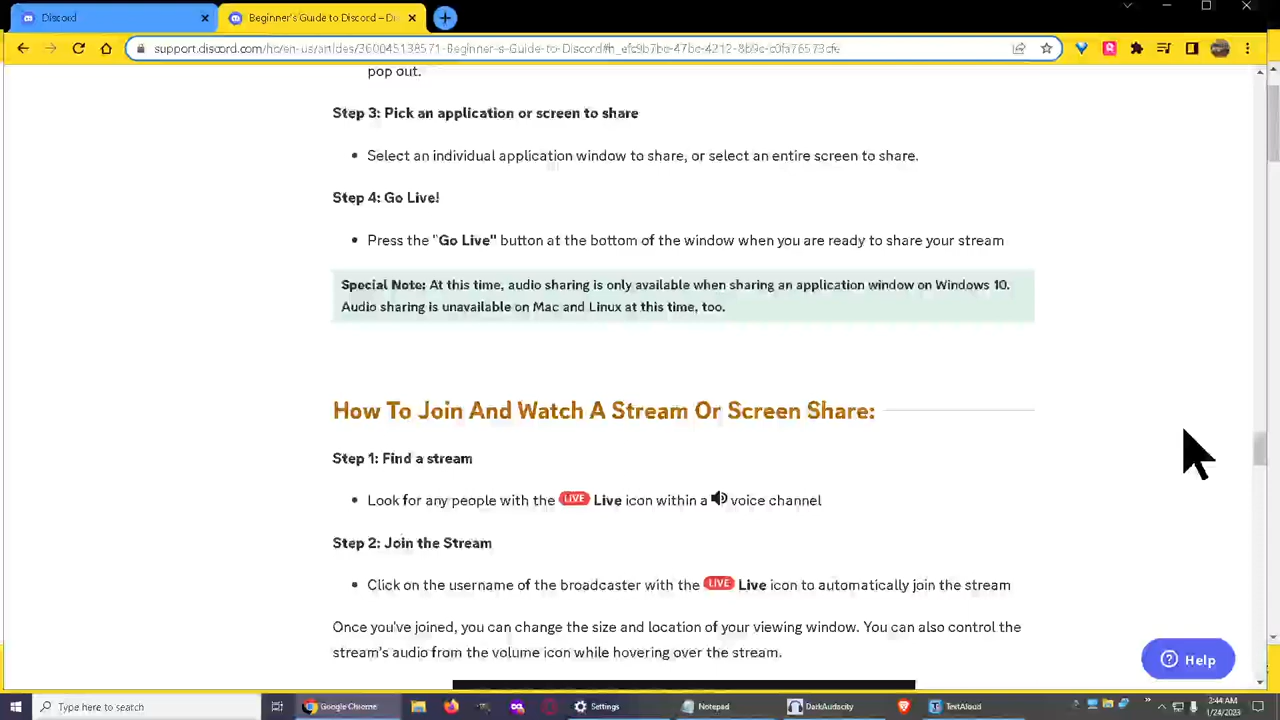 Discord
Beginner's Guide to Discord – Di
support.discord.com/hc/en-us/articles/360045138571-Beginner-s-Guide-to-Discord#h_efc9b7bc-47bc-4212-8b9c-c0fa76573cfe
pop out.
Step 3: Pick an application or screen to share
• Select an individual application window to share, or select an entire screen to share.
Step 4: Go Live!
• Press the "Go Live" button at the bottom of the window when you are ready to share your stream
Special Note: At this time, audio sharing is only available when sharing an application window on Windows 10.
Audio sharing is unavailable on Mac and Linux at this time, too.
How To Join And Watch A Stream Or Screen Share:
Step 1: Find a stream
• Look for any people with the LIVE Live icon within a voice channel
Step 2: Join the Stream
• Click on the username of the broadcaster with the LIVE Live icon to automatically join the stream
Once you've joined, you can change the size and location of your viewing window. You can also control the
stream's audio from the volume icon while hovering over the stream.
Help
Type here to search
Google Chrome
Settings
Notepad
DarkAudacity
TextAloud
2:44 AM
1/24/2023